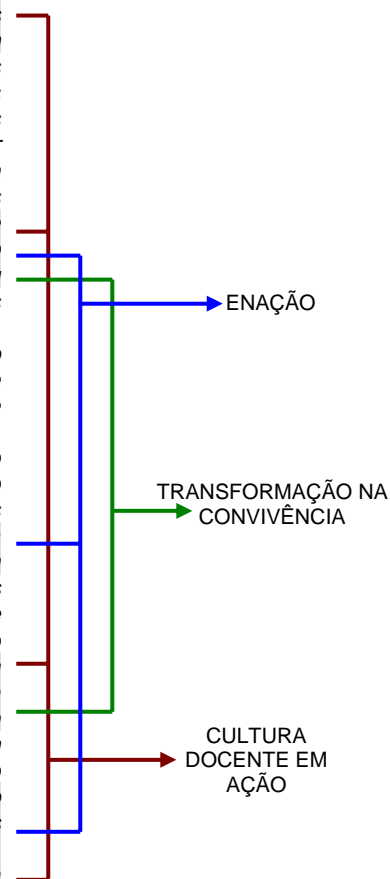 ENAÇÃO
TRANSFORMAÇÃO NA
CONVIVÊNCIA
CULTURA
DOCENTE EM
AÇÃO